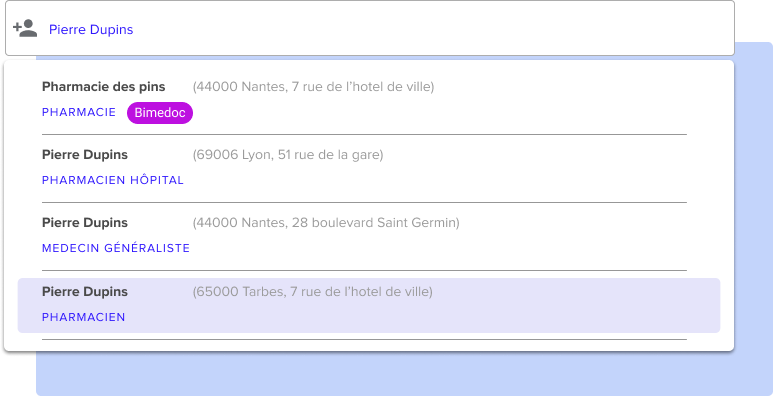 Pierre Dupins
Pharmacie des pins (44000 Nantes, 7 rue de l'hotel de ville)
PHARMACIE Bimedoc
Pierre Dupins (69006 Lyon, 51 rue de la gare)
PHARMACIEN HÔPITAL
Pierre Dupins (44000 Nantes, 28 boulevard Saint Germin)
MEDECIN GÉNÉRALISTE
Pierre Dupins (65000 Tarbes, 7 rue de l'hotel de ville)
PHARMACIEN